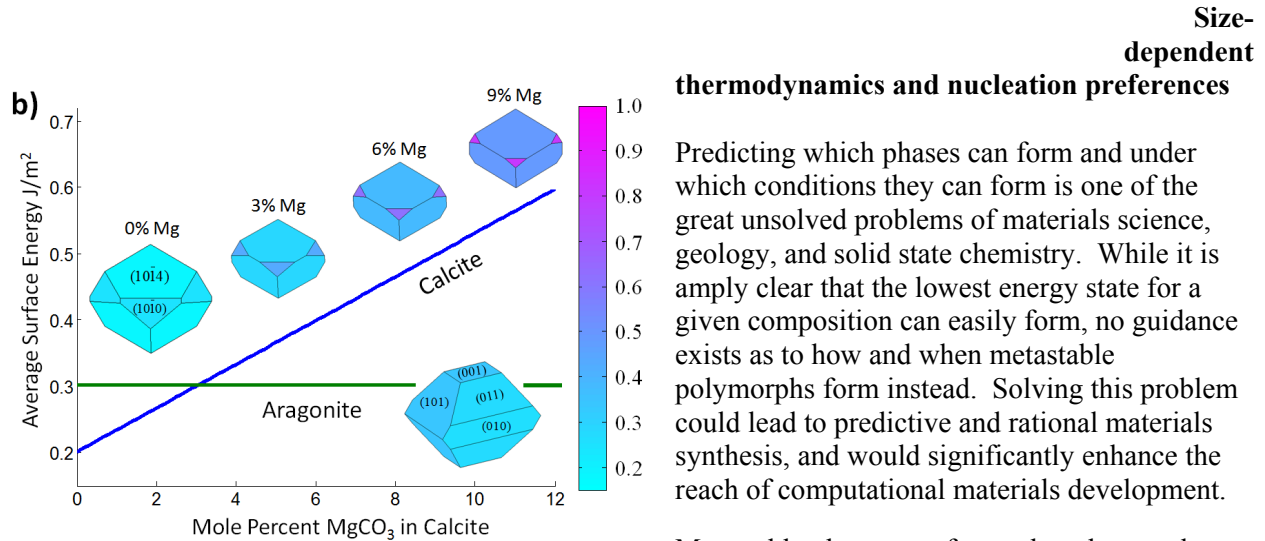 b)
Average Surface Energy J/m²
0.7
0.6
0.5
0.4
0.3
0.2
0% Mg
3% Mg
6% Mg
9% Mg
(101̄4)
(101̄0)
Calcite
Aragonite
(001)
(101)
(011)
(010)
0
2
4
6
8
10
12
Mole Percent MgCO₃ in Calcite
1.0
0.9
0.8
0.7
0.6
0.5
0.4
0.3
0.2
Size-
dependent
thermodynamics and nucleation preferences
Predicting which phases can form and under
which conditions they can form is one of the
great unsolved problems of materials science,
geology, and solid state chemistry. While it is
amply clear that the lowest energy state for a
given composition can easily form, no guidance
exists as to how and when metastable
polymorphs form instead. Solving this problem
could lead to predictive and rational materials
synthesis, and would significantly enhance the
reach of computational materials development.